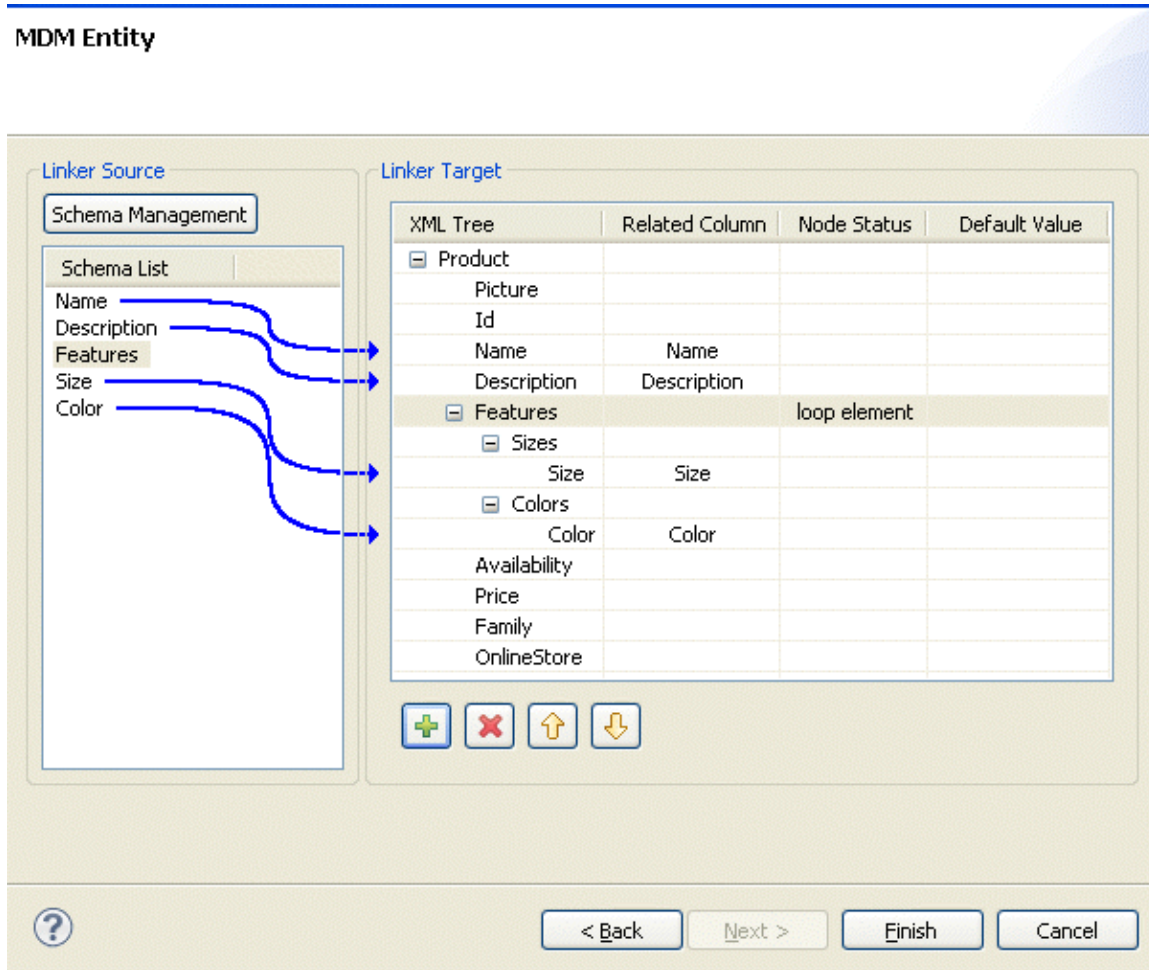 MDM Entity
Linker Source
Schema Management
Schema List
Name
Description
Features
Size
Color
Linker Target
XML Tree Related Column Node Status Default Value
Product
Picture
Id
Name Name
Description Description
Features loop element
Sizes
Size Size
Colors
Color Color
Availability
Price
Family
OnlineStore
? < Back Next > Finish Cancel